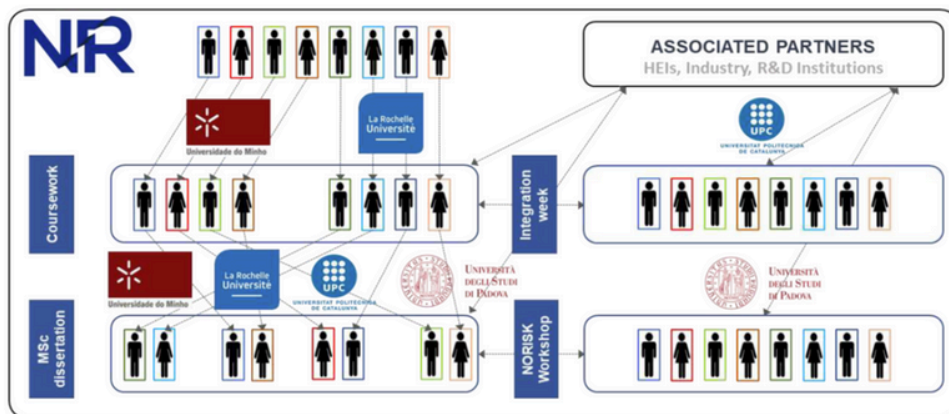 NR
ASSOCIATED PARTNERS
HEIs, Industry, R&D Institutions
Universidade do Minho
La Rochelle
Université
UPC
UNIVERSITAT POLITÈCNICA
DE CATALUNYA
Coursework
Integration
week
Universidade do Minho
La Rochelle
Université
UPC
UNIVERSITAT POLITÈCNICA
DE CATALUNYA
UNIVERSITÀ
DEGLI STUDI
DI PADOVA
UNIVERSITÀ
DEGLI STUDI
DI PADOVA
MSc
dissertation
NORISK
Workshop